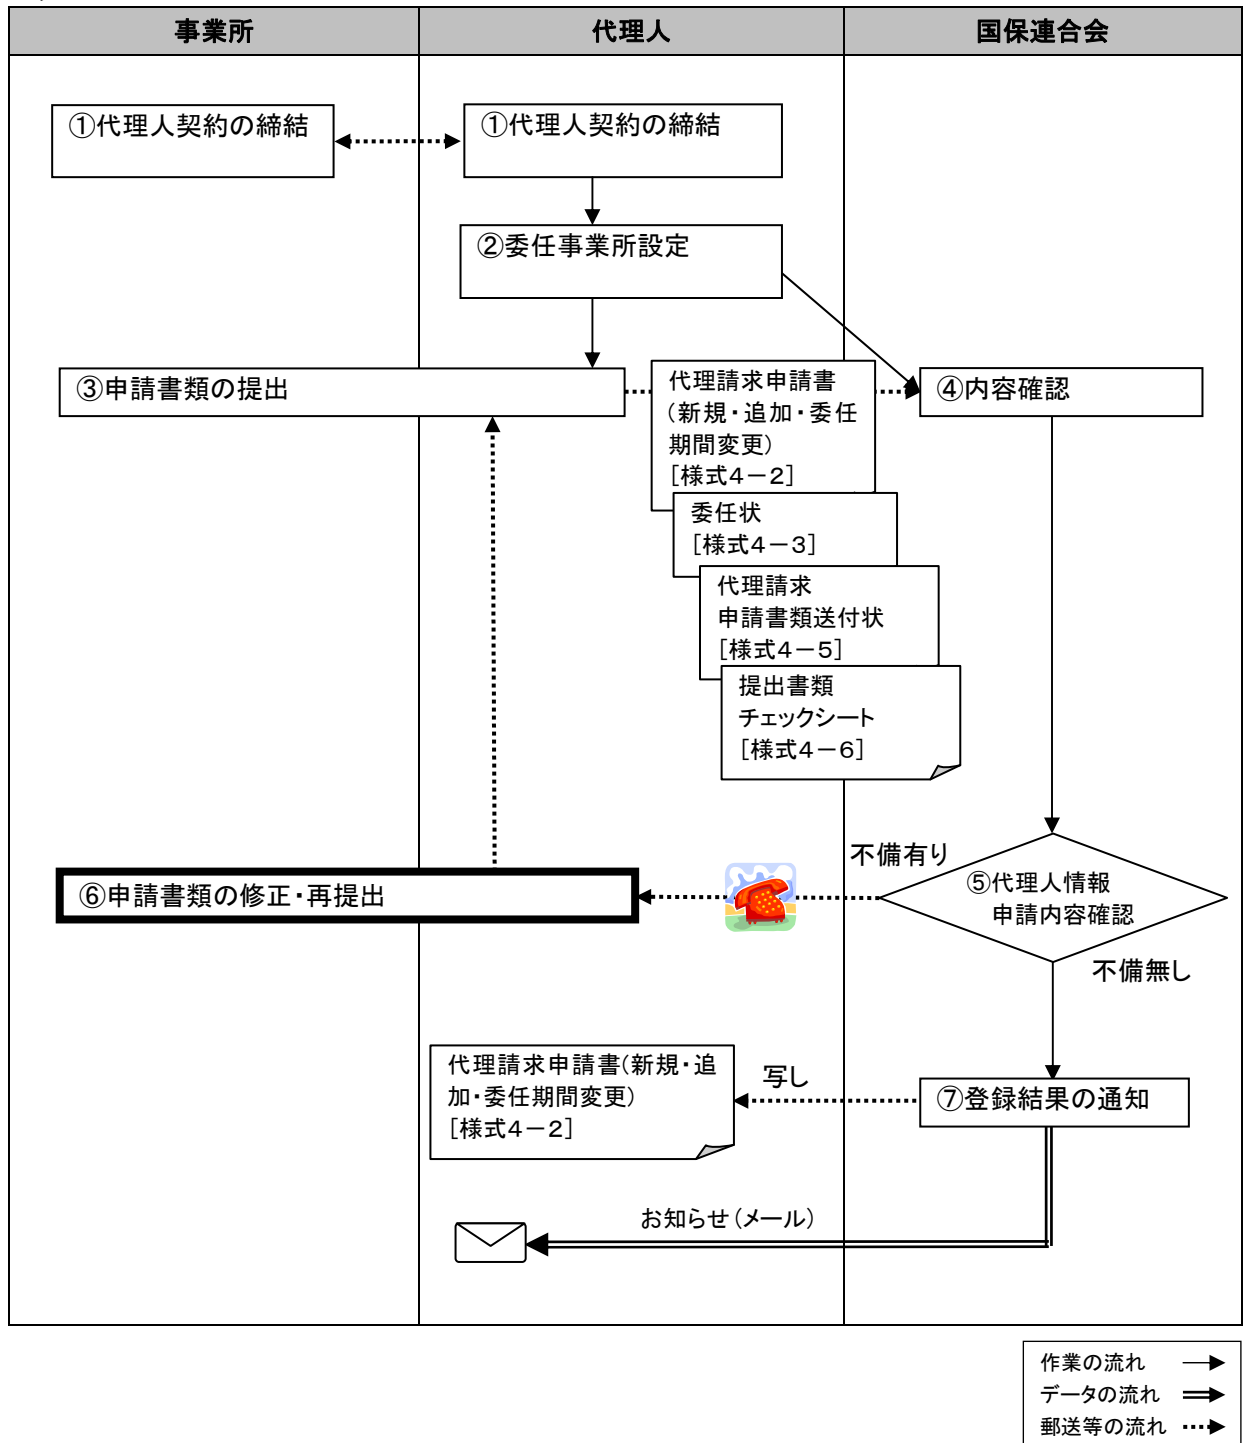 事業所
代理人
国保連合会
①代理人契約の締結
①代理人契約の締結
②委任事業所設定
③申請書類の提出
代理請求申請書
(新規・追加・委任
期間変更)
[様式4－2]
④内容確認
委任状
[様式4－3]
代理請求
申請書類送付状
[様式4－5]
提出書類
チェックシート
[様式4－6]
不備有り
⑤代理人情報
申請内容確認
⑥申請書類の修正・再提出
不備無し
代理請求申請書(新規・追
加・委任期間変更)
[様式4－2]
写し
⑦登録結果の通知
お知らせ(メール)
作業の流れ
データの流れ
郵送等の流れ